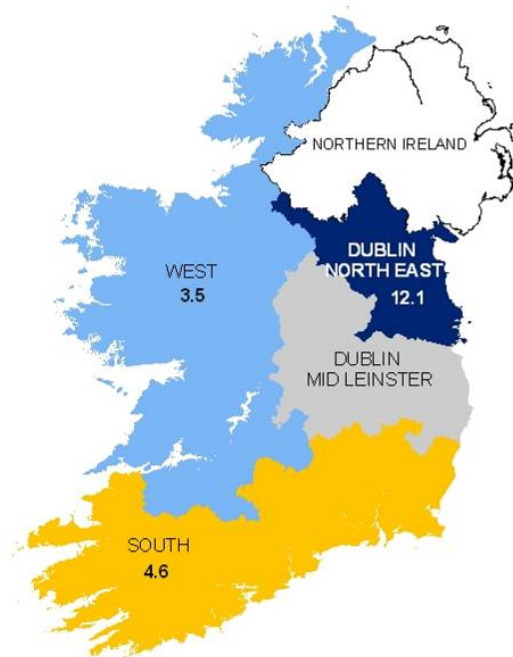 NORTHERN IRELAND
DUBLIN
NORTH EAST
12.1
WEST
3.5
DUBLIN
MID LEINSTER
SOUTH
4.6